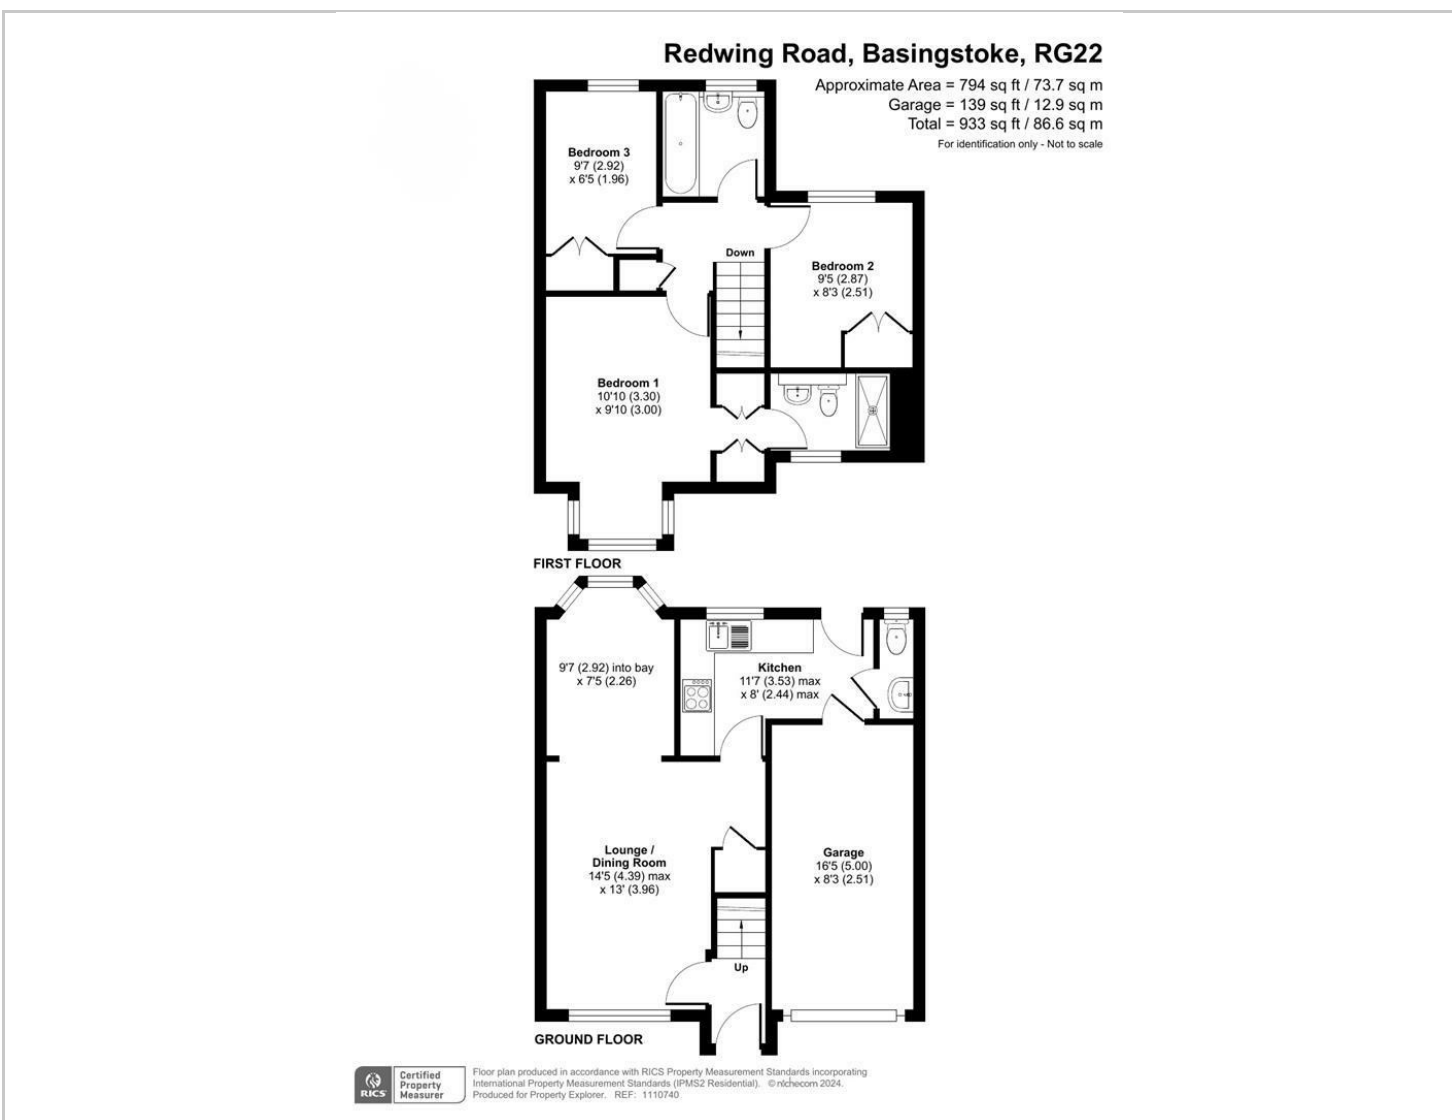 Redwing Road, Basingstoke, RG22
Approximate Area = 794 sq ft / 73.7 sq m
Garage = 139 sq ft / 12.9 sq m
Total = 933 sq ft / 86.6 sq m
For identification only - Not to scale
Bedroom 3
9'7 (2.92)
x 6'5 (1.96)
Down
Bedroom 2
9'5 (2.87)
x 8'3 (2.51)
Bedroom 1
10'10 (3.30)
x 9'10 (3.00)
FIRST FLOOR
9'7 (2.92) into bay
x 7'5 (2.26)
Kitchen
11'7 (3.53) max
x 8' (2.44) max
Lounge /
Dining Room
14'5 (4.39) max
x 13' (3.96)
Garage
16'5 (5.00)
x 8'3 (2.51)
Up
GROUND FLOOR
RICS
Certified
Property
Measurer
Floor plan produced in accordance with RICS Property Measurement Standards incorporating
International Property Measurement Standards (IPMS2 Residential). © nichecom 2024.
Produced for Property Explorer. REF: 1110740